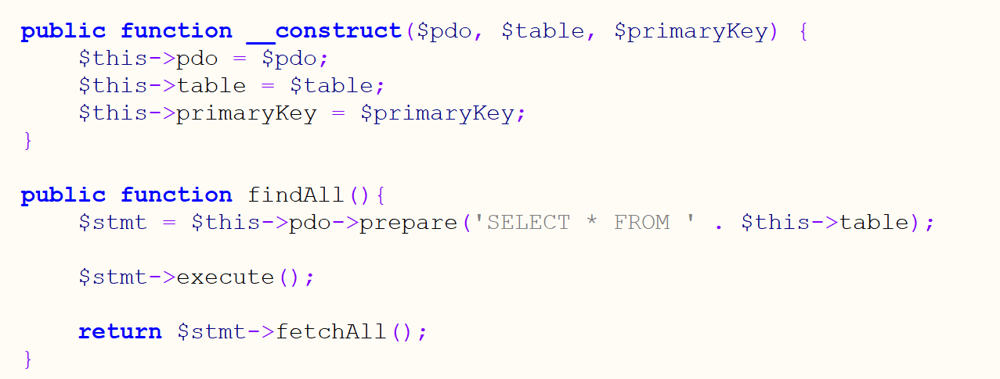 public function __construct($pdo, $table, $primaryKey) {
    $this->pdo = $pdo;
    $this->table = $table;
    $this->primaryKey = $primaryKey;
}

public function findAll(){
    $stmt = $this->pdo->prepare('SELECT * FROM ' . $this->table);

    $stmt->execute();

    return $stmt->fetchAll();
}